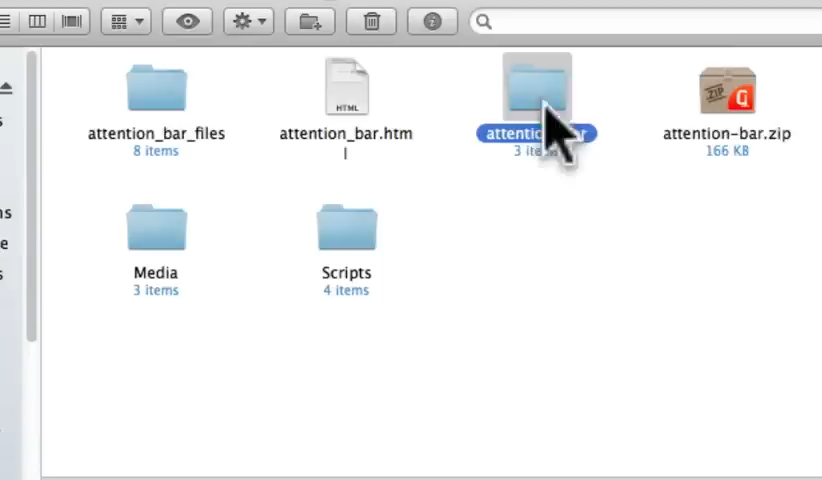 attention_bar_files
8 items
attention_bar.htm
l
HTML
3
attention-bar.zip
166 KB
ZIP
Media
3 items
Scripts
4 items